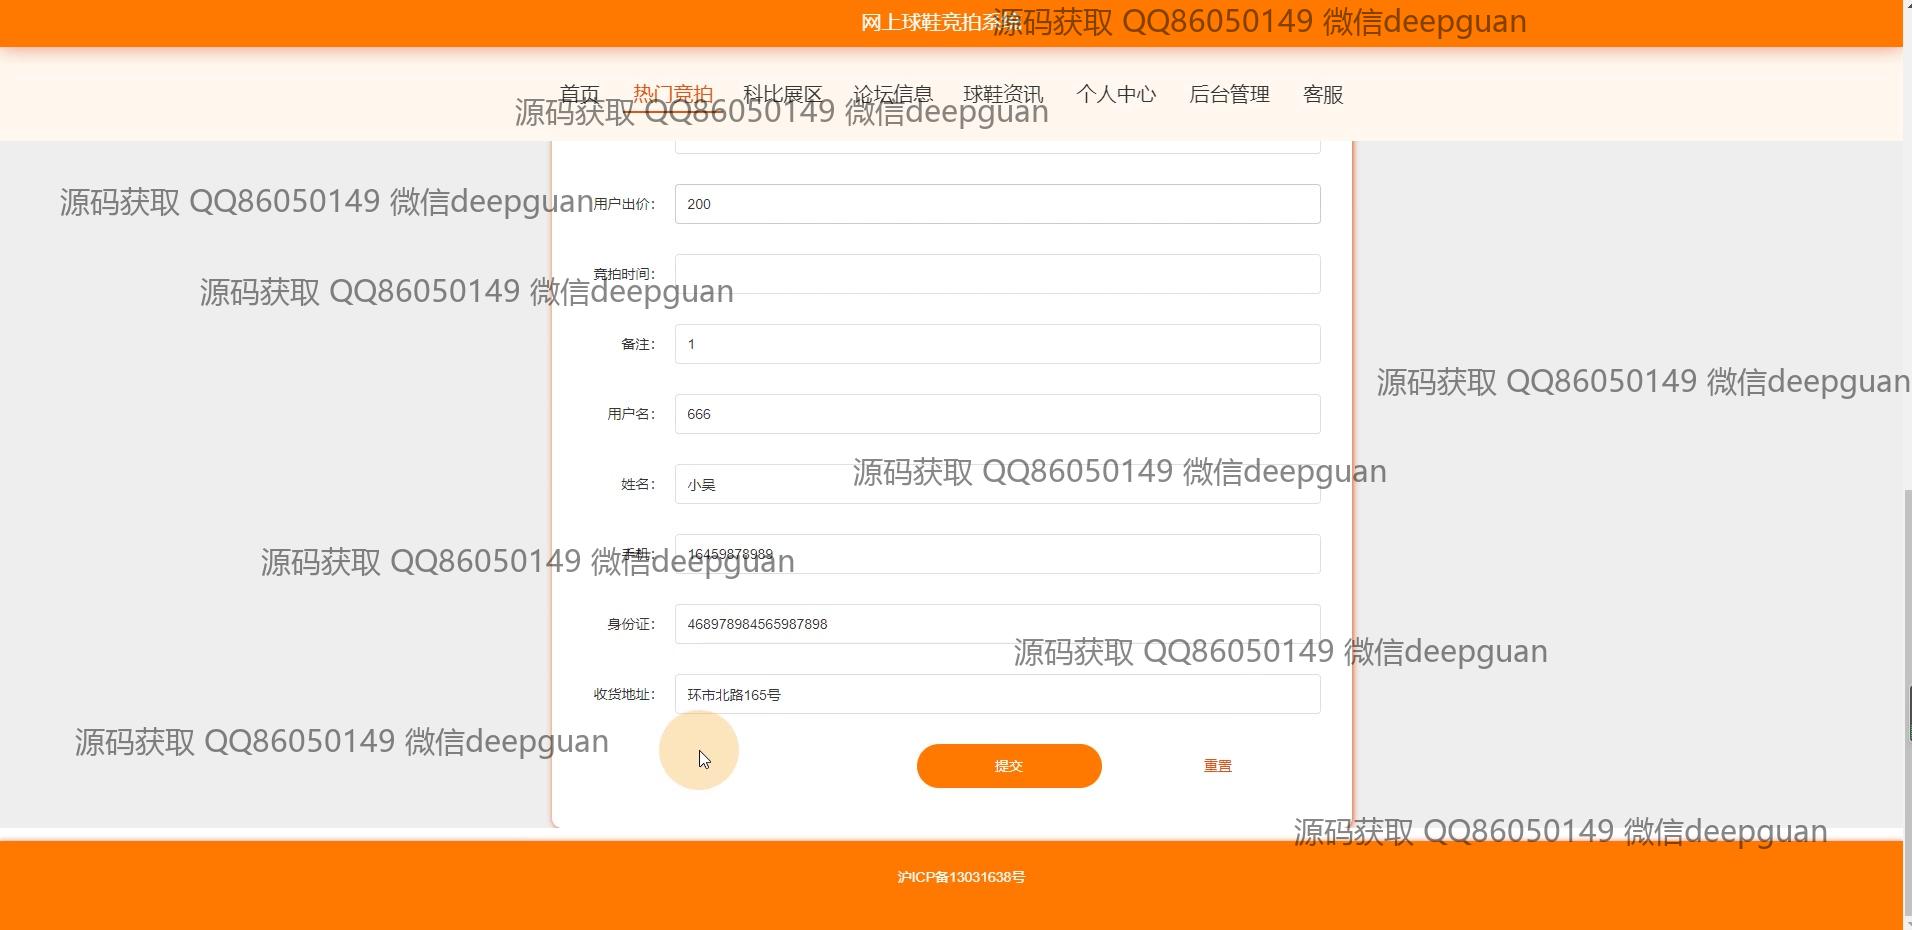 网上球鞋竞拍系统
源码获取 QQ86050149 微信deepguan
首页 热门竞拍 科比展区 论坛信息 球鞋资讯 个人中心 后台管理 客服
源码获取 QQ86050149 微信deepguan
源码获取 QQ86050149 微信deepguan
用户出价： 200
竞拍时间：
源码获取 QQ86050149 微信deepguan
备注： 1
源码获取 QQ86050149 微信deepguan
用户名： 666
源码获取 QQ86050149 微信deepguan
姓名： 小吴
手机： 16459878989
源码获取 QQ86050149 微信deepguan
身份证： 468978984565987898
源码获取 QQ86050149 微信deepguan
收货地址： 环市北路165号
源码获取 QQ86050149 微信deepguan
提交 重置
源码获取 QQ86050149 微信deepguan
沪ICP备13031638号